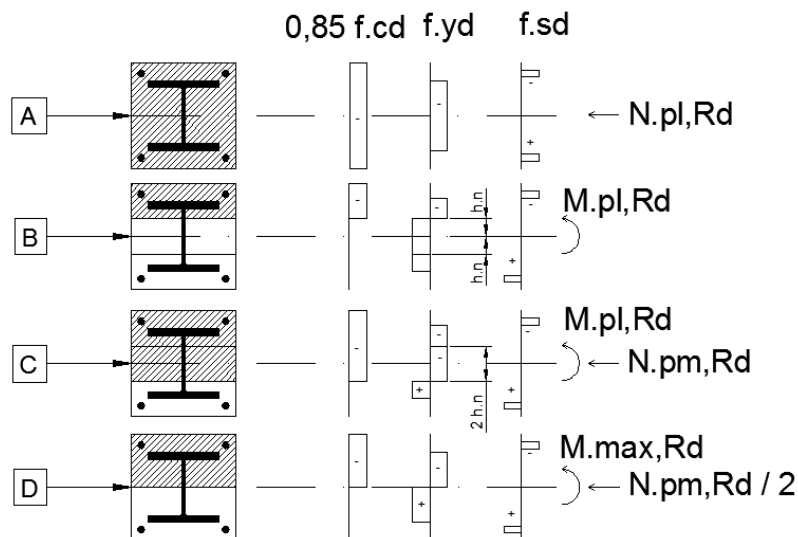 0,85 f.cd f.yd f.sd
A - - - + N.pl,Rd
B - - h.n h.n - + M.pl,Rd
C - - - + 2 h.n - + M.pl,Rd
N.pm,Rd
D - - + - + M.max,Rd
N.pm,Rd / 2